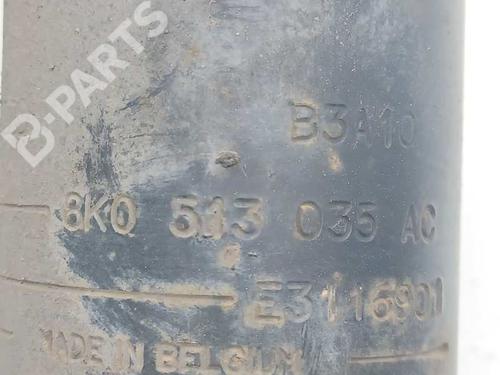 B-PARTS
B3A10
8K0 513 035 AC
E3116901
MADE IN BELGIUM